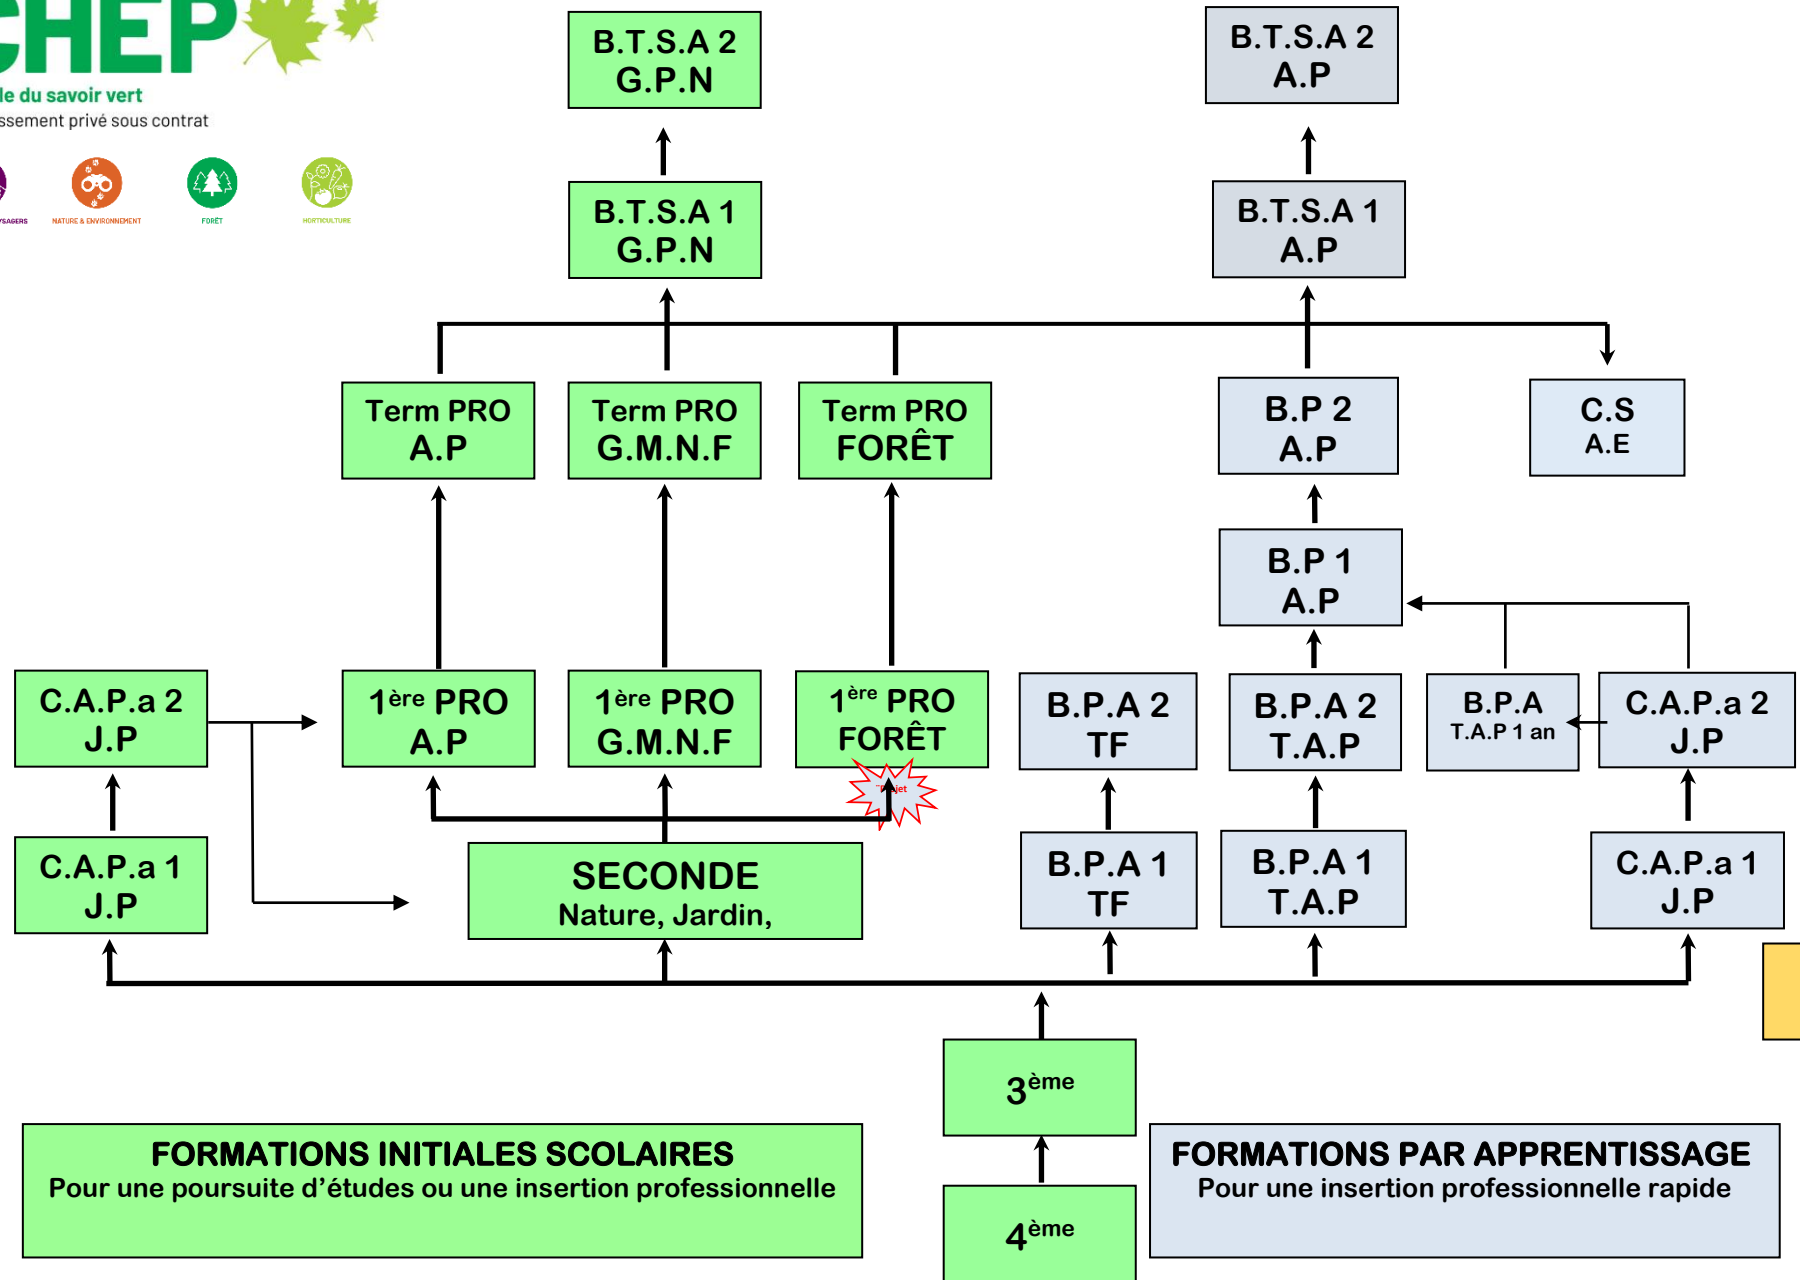 CHEP
le du savoir vert
ssement privé sous contrat
YSAGERS
NATURE & ENVIRONNEMENT
FORÊT
HORTICULTURE
B.T.S.A 2
G.P.N
B.T.S.A 2
A.P
B.T.S.A 1
G.P.N
B.T.S.A 1
A.P
Term PRO
A.P
Term PRO
G.M.N.F
Term PRO
FORÊT
B.P 2
A.P
C.S
A.E
B.P 1
A.P
C.A.P.a 2
J.P
1ère PRO
A.P
1ère PRO
G.M.N.F
1ère PRO
FORÊT
B.P.A 2
TF
B.P.A 2
T.A.P
B.P.A
T.A.P 1 an
C.A.P.a 2
J.P
C.A.P.a 1
J.P
SECONDE
Nature, Jardin,
B.P.A 1
TF
B.P.A 1
T.A.P
C.A.P.a 1
J.P
3ème
4ème
FORMATIONS INITIALES SCOLAIRES
Pour une poursuite d'études ou une insertion professionnelle
FORMATIONS PAR APPRENTISSAGE
Pour une insertion professionnelle rapide